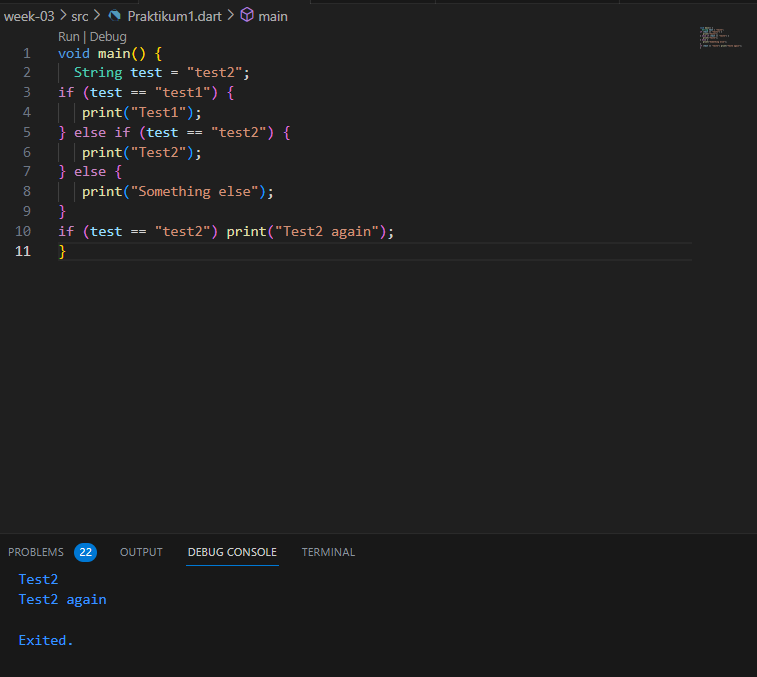 week-03 > src > Praktikum1.dart > main
Run | Debug
1 void main() {
2   String test = "test2";
3 if (test == "test1") {
4    print("Test1");
5 } else if (test == "test2") {
6    print("Test2");
7 } else {
8    print("Something else");
9 }
10 if (test == "test2") print("Test2 again");
11 }
PROBLEMS 22 OUTPUT DEBUG CONSOLE TERMINAL
Test2
Test2 again
Exited.